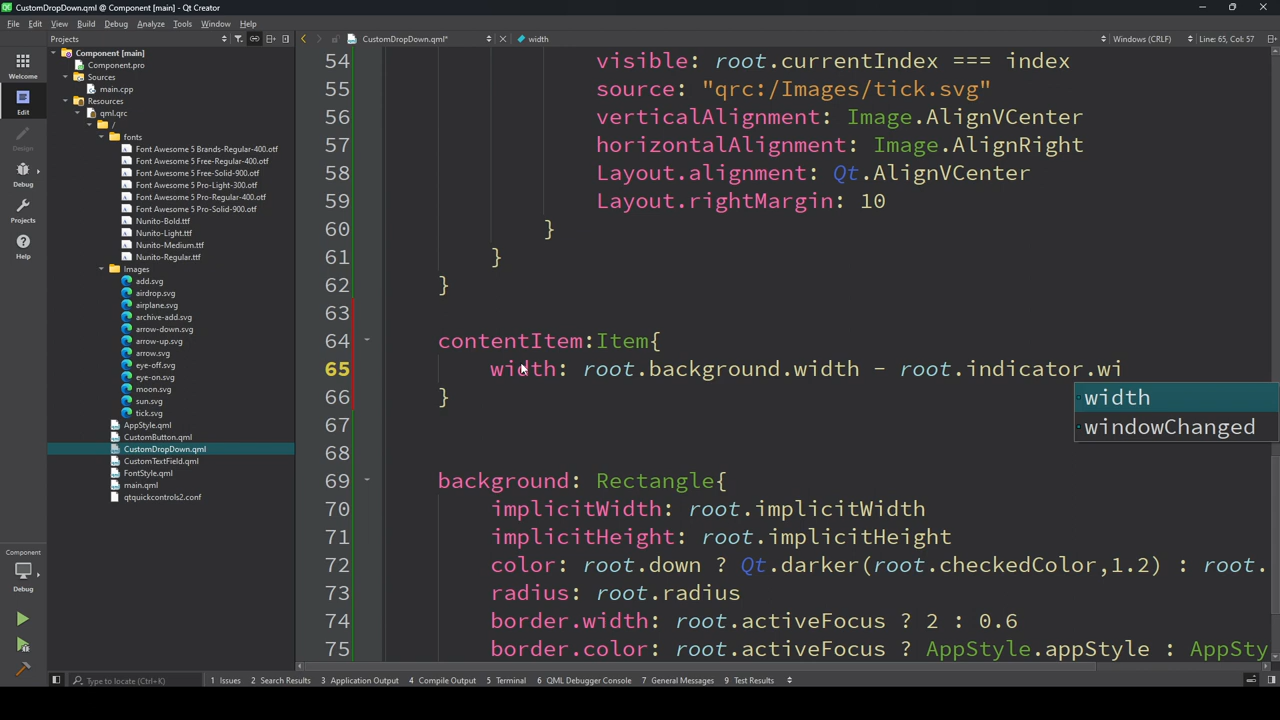 CustomDropDown.qml @ Component [main] - Qt Creator
File Edit View Build Debug Analyze Tools Window Help
Projects
CustomDropDown.qml*
width
Windows (CRLF)
Line: 65, Col: 57
Welcome
Edit
Design
Debug
Projects
Help
Component
Debug
Component [main]
Component.pro
Sources
main.cpp
Resources
qml.qrc
/
fonts
Font Awesome 5 Brands-Regular-400.otf
Font Awesome 5 Free-Regular-400.otf
Font Awesome 5 Free-Solid-900.otf
Font Awesome 5 Pro-Light-300.otf
Font Awesome 5 Pro-Regular-400.otf
Font Awesome 5 Pro-Solid-900.otf
Nunito-Bold.ttf
Nunito-Light.ttf
Nunito-Medium.ttf
Nunito-Regular.ttf
Images
add.svg
airdrop.svg
airplane.svg
archive-add.svg
arrow-down.svg
arrow-up.svg
arrow.svg
eye-off.svg
eye-on.svg
moon.svg
sun.svg
tick.svg
AppStyle.qml
CustomButton.qml
CustomDropDown.qml
CustomTextField.qml
FontStyle.qml
main.qml
qtquickcontrols2.conf
54 visible: root.currentIndex === index
55 source: "qrc:/Images/tick.svg"
56 verticalAlignment: Image.AlignVCenter
57 horizontalAlignment: Image.AlignRight
58 Layout.alignment: Qt.AlignVCenter
59 Layout.rightMargin: 10
60 }
61 }
62 }
63
64 contentItem:Item{
65 width: root.background.width - root.indicator.wi
66 }
width
windowChanged
67
68
69 background: Rectangle{
70 implicitWidth: root.implicitWidth
71 implicitHeight: root.implicitHeight
72 color: root.down ? Qt.darker(root.checkedColor,1.2) : root.
73 radius: root.radius
74 border.width: root.activeFocus ? 2 : 0.6
75 border.color: root.activeFocus ? AppStyle.appStyle : AppSty
Type to locate (Ctrl+K)
1 Issues 2 Search Results 3 Application Output 4 Compile Output 5 Terminal 6 QML Debugger Console 7 General Messages 9 Test Results